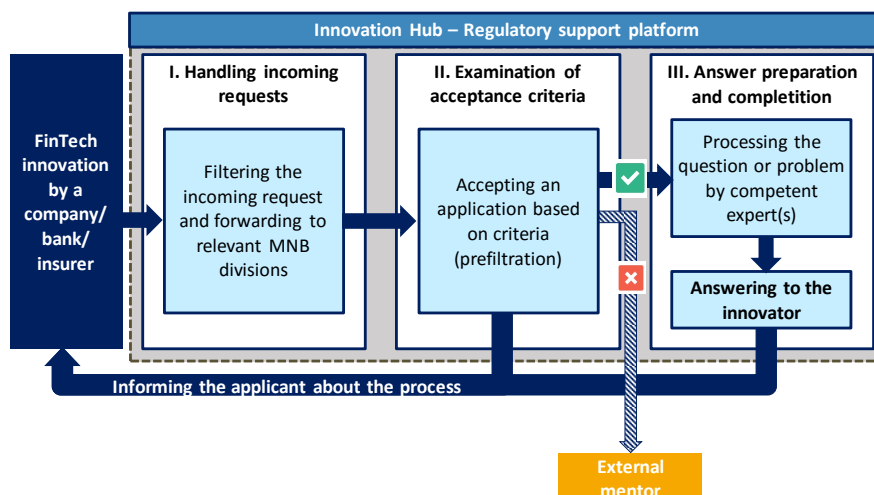 Innovation Hub – Regulatory support platform
FinTech
innovation
by a
company/
bank/
insurer
I. Handling incoming
requests
Filtering the
incoming request
and forwarding to
relevant MNB
divisions
II. Examination of
acceptance criteria
Accepting an
application based
on criteria
(prefiltration)
III. Answer preparation
and completition
Processing the
question or problem
by competent
expert(s)
Answering to the
innovator
Informing the applicant about the process
External
mentor